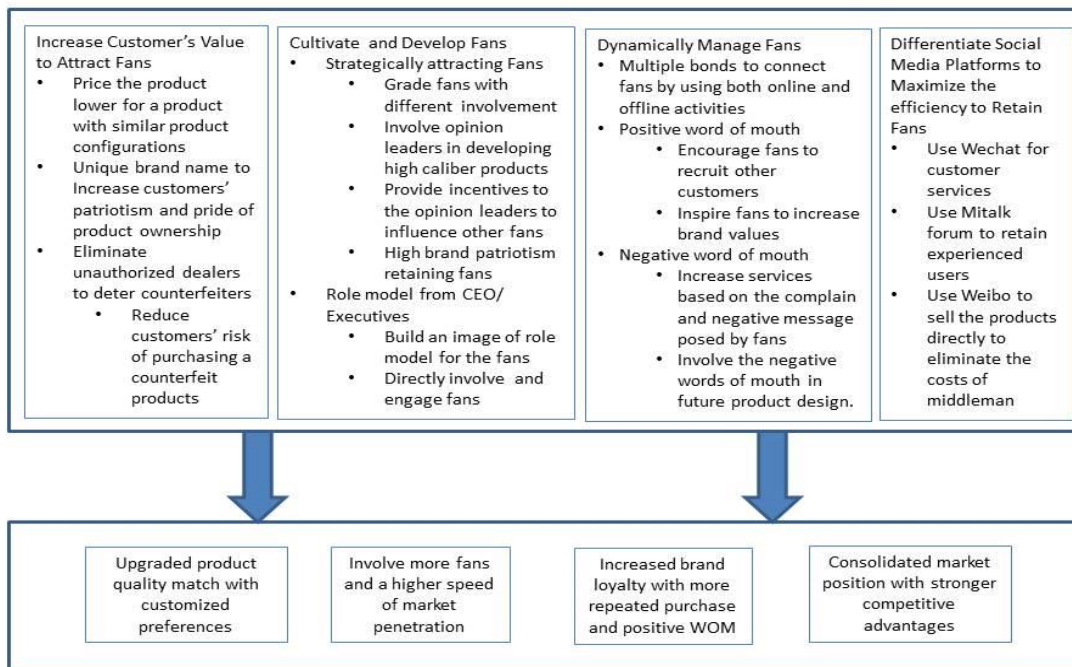 Increase Customer's Value
to Attract Fans
• Price the product
lower for a product
with similar product
configurations
• Unique brand name to
Increase customers'
patriotism and pride of
product ownership
• Eliminate
unauthorized dealers
to deter counterfeiters
• Reduce
customers' risk
of purchasing a
counterfeit
products
Cultivate and Develop Fans
• Strategically attracting Fans
• Grade fans with
different involvement
• Involve opinion
leaders in developing
high caliber products
• Provide incentives to
the opinion leaders to
influence other fans
• High brand patriotism
retaining fans
• Role model from CEO/
Executives
• Build an image of role
model for the fans
• Directly involve and
engage fans
Dynamically Manage Fans
• Multiple bonds to connect
fans by using both online and
offline activities
• Positive word of mouth
• Encourage fans to
recruit other
customers
• Inspire fans to increase
brand values
• Negative word of mouth
• Increase services
based on the complain
and negative message
posed by fans
• Involve the negative
words of mouth in
future product design.
Differentiate Social
Media Platforms to
Maximize the
efficiency to Retain
Fans
• Use Wechat for
customer
services
• Use Mitalk
forum to retain
experienced
users
• Use Weibo to
sell the products
directly to
eliminate the
costs of
middleman
Upgraded product
quality match with
customized
preferences
Involve more fans
and a higher speed
of market
penetration
Increased brand
loyalty with more
repeated purchase
and positive WOM
Consolidated market
position with stronger
competitive
advantages